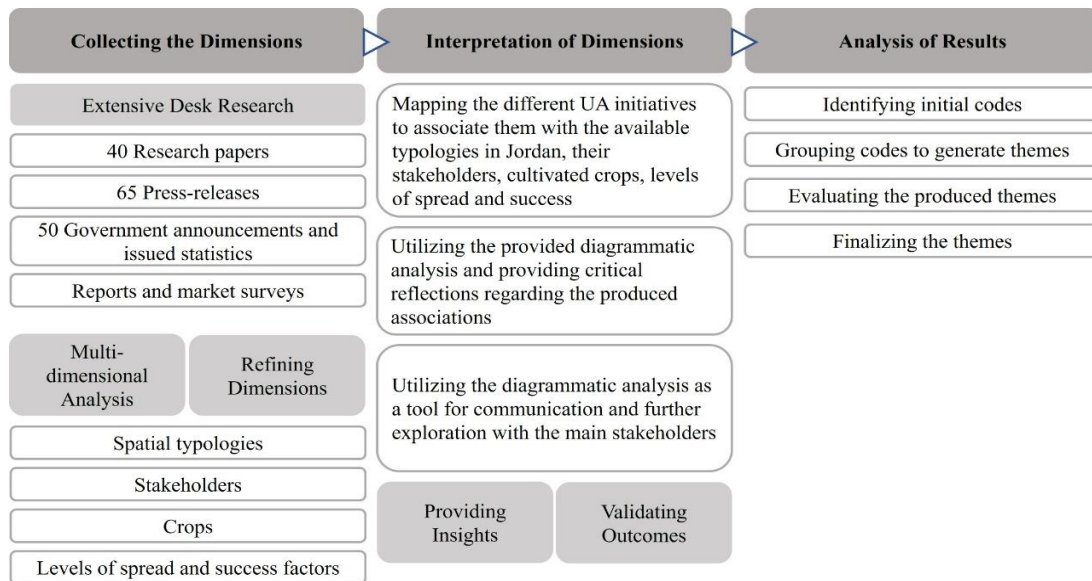 Collecting the Dimensions
Extensive Desk Research
40 Research papers
65 Press-releases
50 Government announcements and
issued statistics
Reports and market surveys
Multi-
dimensional
Analysis
Refining
Dimensions
Spatial typologies
Stakeholders
Crops
Levels of spread and success factors
Interpretation of Dimensions
Mapping the different UA initiatives
to associate them with the available
typologies in Jordan, their
stakeholders, cultivated crops, levels
of spread and success
Utilizing the provided diagrammatic
analysis and providing critical
reflections regarding the produced
associations
Utilizing the diagrammatic analysis as
a tool for communication and further
exploration with the main stakeholders
Providing
Insights
Validating
Outcomes
Analysis of Results
Identifying initial codes
Grouping codes to generate themes
Evaluating the produced themes
Finalizing the themes